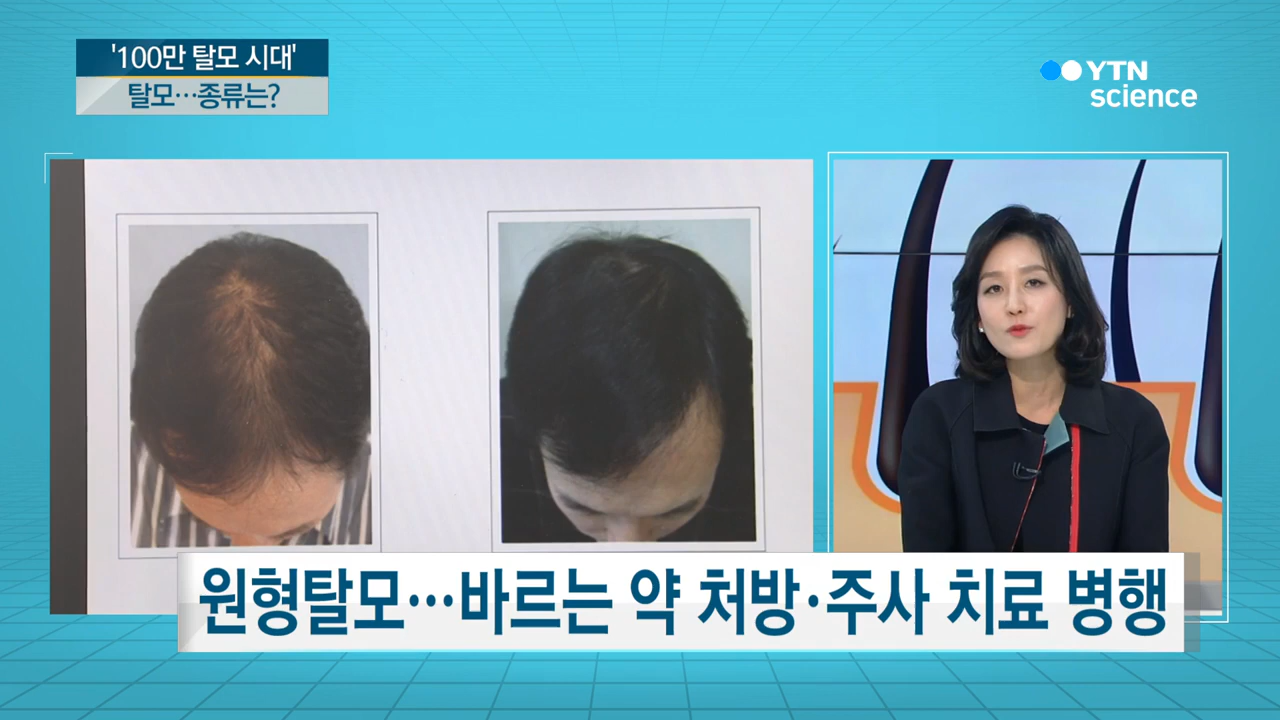 '100만 탈모 시대'
탈모…종류는?
YTN
science
원형탈모…바르는 약 처방·주사 치료 병행